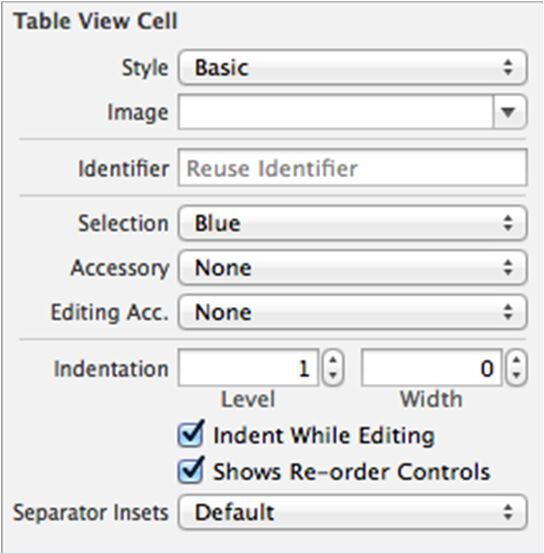 Table View Cell
Style Basic
Image
Identifier Reuse Identifier
Selection Blue
Accessory None
Editing Acc. None
Indentation 1 0
Level Width
Indent While Editing
Shows Re-order Controls
Separator Insets Default